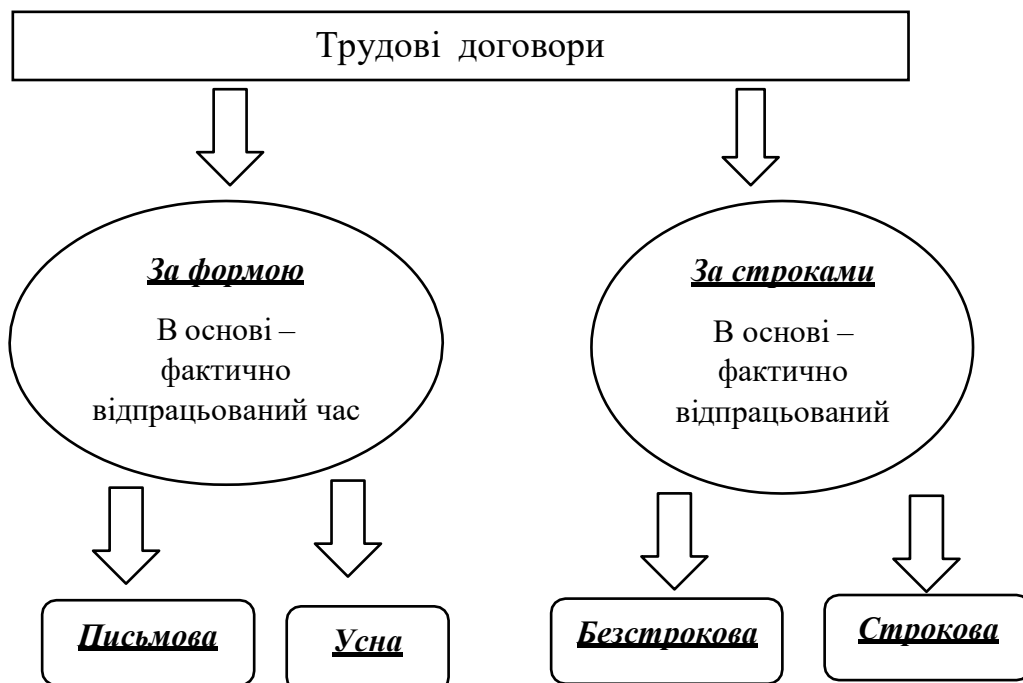 Трудові договори
За формою
В основі –
фактично
відпрацьований час
За строками
В основі –
фактично
відпрацьований
Письмова
Усна
Безстрокова
Строкова